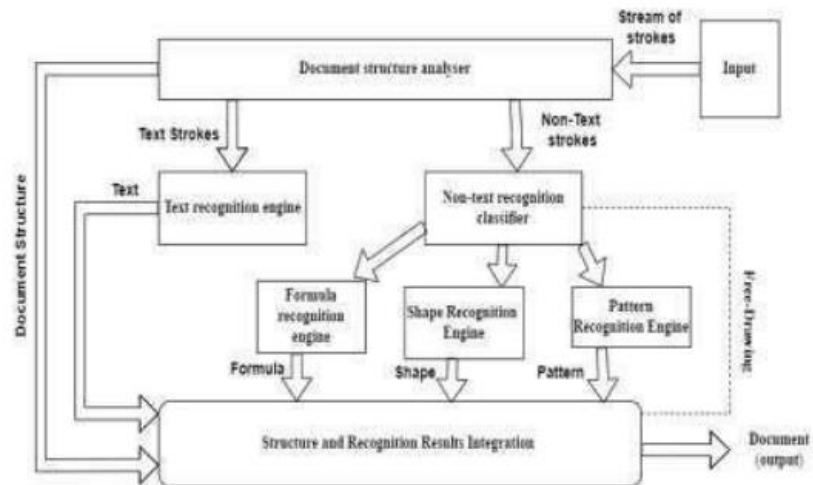 Stream of
strokes
Document structure analyser
Input
Text Strokes
Non-Text
strokes
Text
Text recognition engine
Non-text recognition
classifier
Document Structure
Free-Drawing
Formula
recognition
engine
Shape Recognition
Engine
Pattern
Recognition Engine
Formula
Shape
Pattern
Structure and Recognition Results Integration
Document
(output)